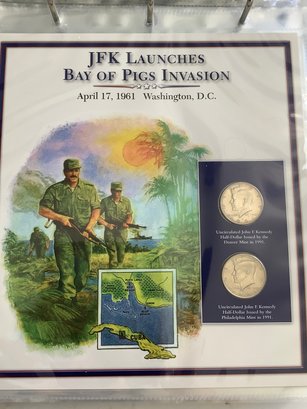 JFK LAUNCHES
BAY OF PIGS INVASION
April 17, 1961 Washington, D.C.
Uncirculated John F. Kennedy
Half-Dollar Issued by the
Denver Mint in 1991.
CUBA
Uncirculated John F. Kennedy
Half-Dollar Issued by the
Philadelphia Mint in 1991.